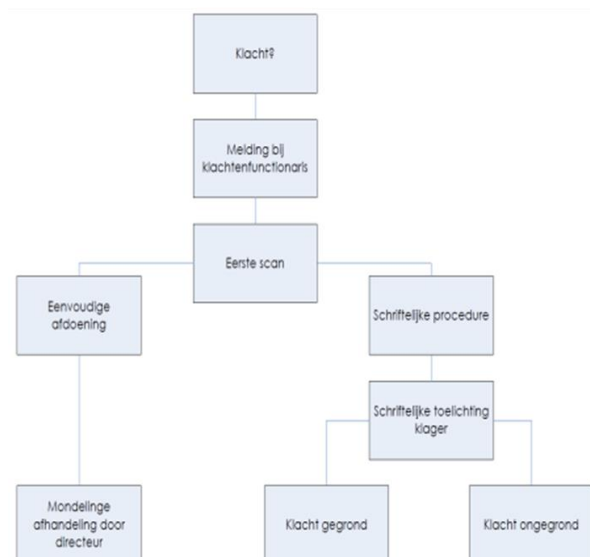 Klacht?
Melding bij
klachtenfunctionaris
Eerste scan
Eenvoudige
afdoening
Schriftelijke procedure
Schriftelijke toelichting
klager
Mondelinge
afhandeling door
directeur
Klacht gegrond
Klacht ongegrond